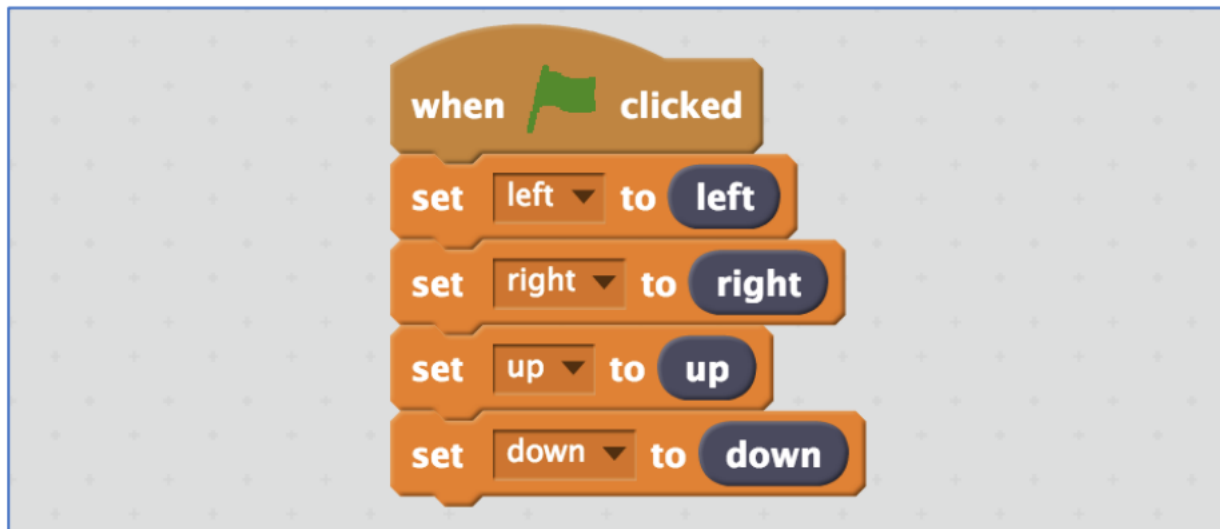 when clicked
set left to left
set right to right
set up to up
set down to down